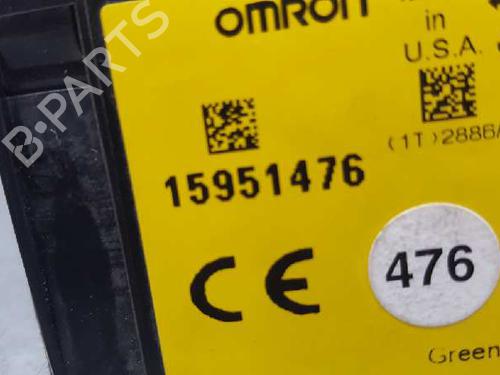 OMRON
in
U.S.A.
(1T)2886
15951476
CE
476
Green
B-PARTS